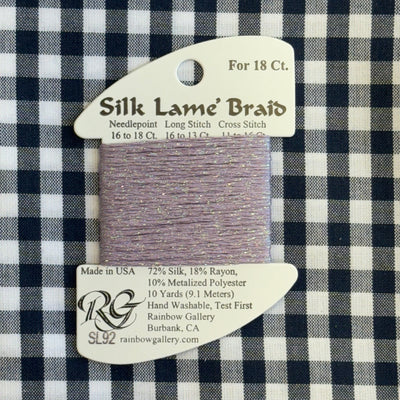 For 18 Ct.
Silk Lame' Braid
Needlepoint Long Stitch Cross Stitch
16 to 18 Ct. 16 to 13 Ct.
Made in USA
72% Silk, 18% Rayon,
10% Metalized Polyester
10 Yards (9.1 Meters)
Hand Washable, Test First
Rainbow Gallery
Burbank, CA
rainbowgallery.com
RG
SL92